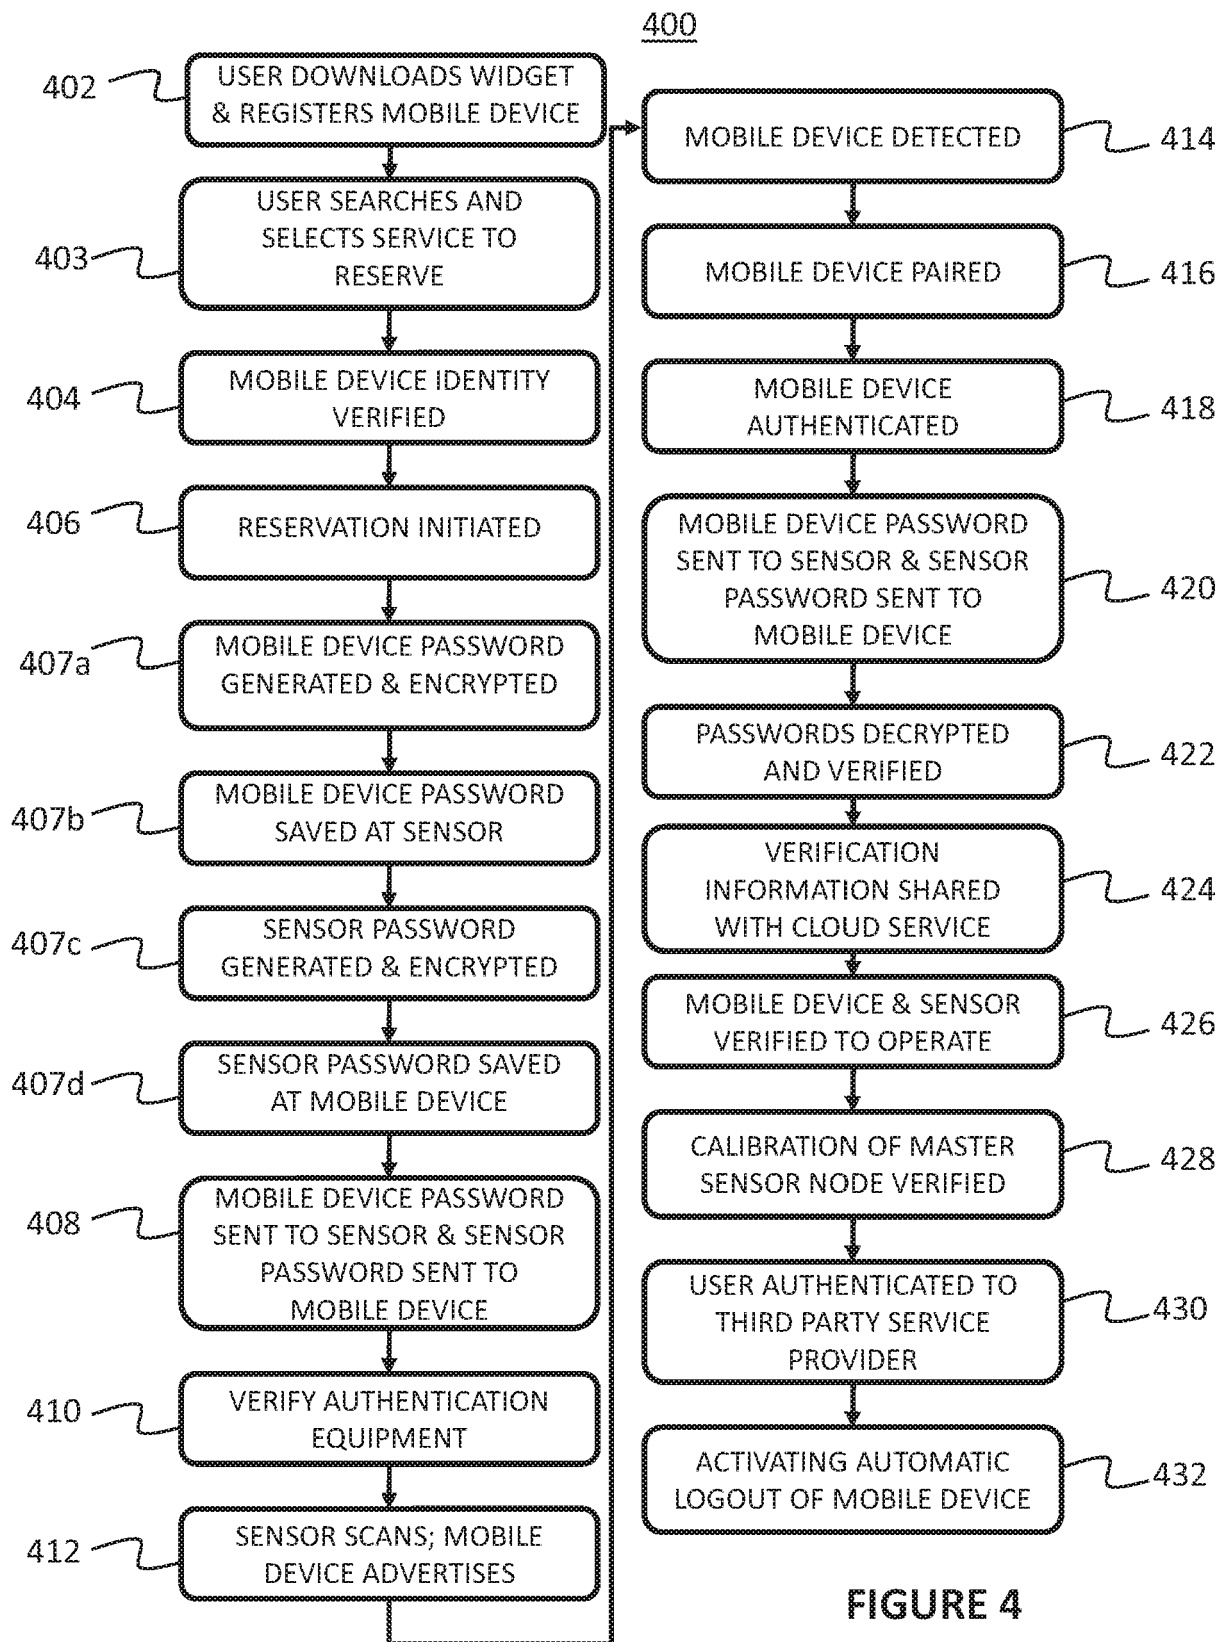 400
402
USER DOWNLOADS WIDGET
& REGISTERS MOBILE DEVICE
403
USER SEARCHES AND
SELECTS SERVICE TO
RESERVE
404
MOBILE DEVICE IDENTITY
VERIFIED
406
RESERVATION INITIATED
407a
MOBILE DEVICE PASSWORD
GENERATED & ENCRYPTED
407b
MOBILE DEVICE PASSWORD
SAVED AT SENSOR
407c
SENSOR PASSWORD
GENERATED & ENCRYPTED
407d
SENSOR PASSWORD SAVED
AT MOBILE DEVICE
408
MOBILE DEVICE PASSWORD
SENT TO SENSOR & SENSOR
PASSWORD SENT TO
MOBILE DEVICE
410
VERIFY AUTHENTICATION
EQUIPMENT
412
SENSOR SCANS; MOBILE
DEVICE ADVERTISES
MOBILE DEVICE DETECTED
414
MOBILE DEVICE PAIRED
416
MOBILE DEVICE
AUTHENTICATED
418
MOBILE DEVICE PASSWORD
SENT TO SENSOR & SENSOR
PASSWORD SENT TO
MOBILE DEVICE
420
PASSWORDS DECRYPTED
AND VERIFIED
422
VERIFICATION
INFORMATION SHARED
WITH CLOUD SERVICE
424
MOBILE DEVICE & SENSOR
VERIFIED TO OPERATE
426
CALIBRATION OF MASTER
SENSOR NODE VERIFIED
428
USER AUTHENTICATED TO
THIRD PARTY SERVICE
PROVIDER
430
ACTIVATING AUTOMATIC
LOGOUT OF MOBILE DEVICE
432
FIGURE 4